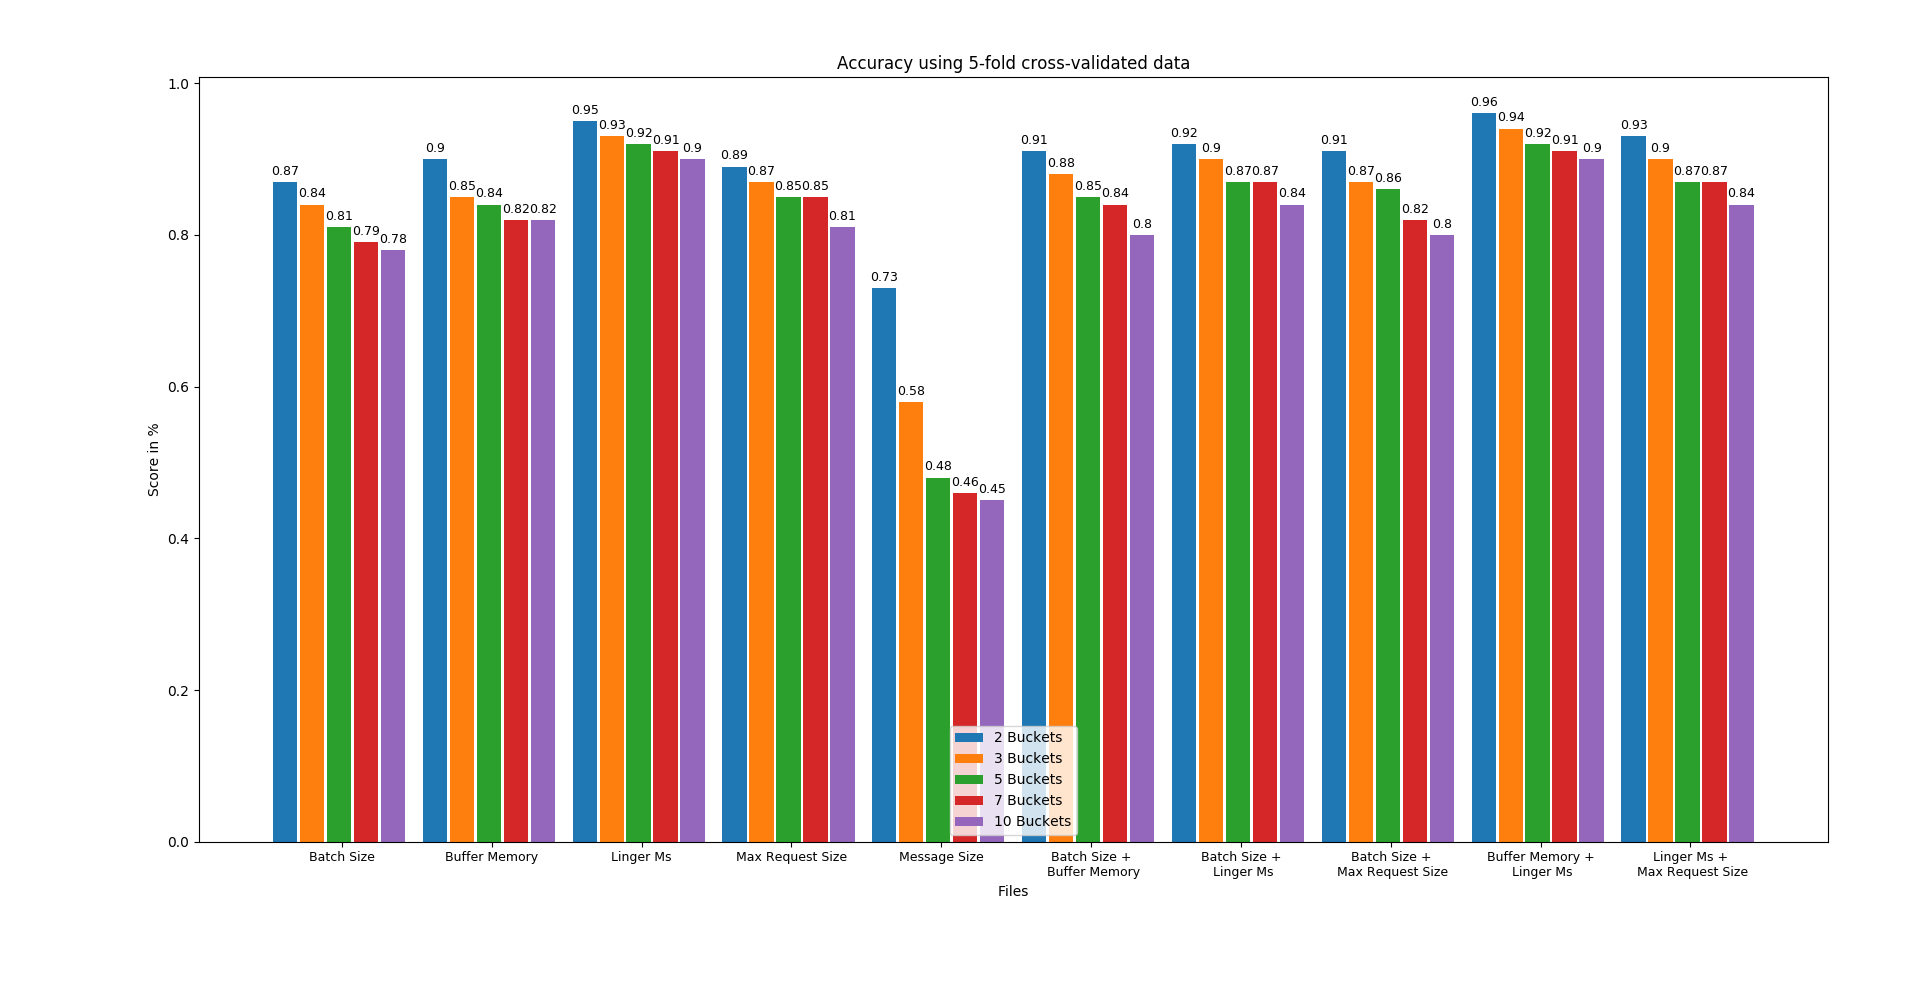 Accuracy using 5-fold cross-validated data
1.0
0.8
0.6
0.4
0.2
0.0
Score in %
0.87 0.84 0.81 0.79 0.78
0.9 0.85 0.84 0.82 0.82
0.95 0.93 0.92 0.91 0.9
0.89 0.87 0.85 0.85 0.81
0.73 0.58 0.48 0.46 0.45
0.91 0.88 0.85 0.84 0.8
0.92 0.9 0.87 0.87 0.84
0.91 0.87 0.86 0.82 0.8
0.96 0.94 0.92 0.91 0.9
0.93 0.9 0.87 0.87 0.84
2 Buckets
3 Buckets
5 Buckets
7 Buckets
10 Buckets
Batch Size
Buffer Memory
Linger Ms
Max Request Size
Message Size
Batch Size +
Buffer Memory
Batch Size +
Linger Ms
Batch Size +
Max Request Size
Buffer Memory +
Linger Ms
Linger Ms +
Max Request Size
Files